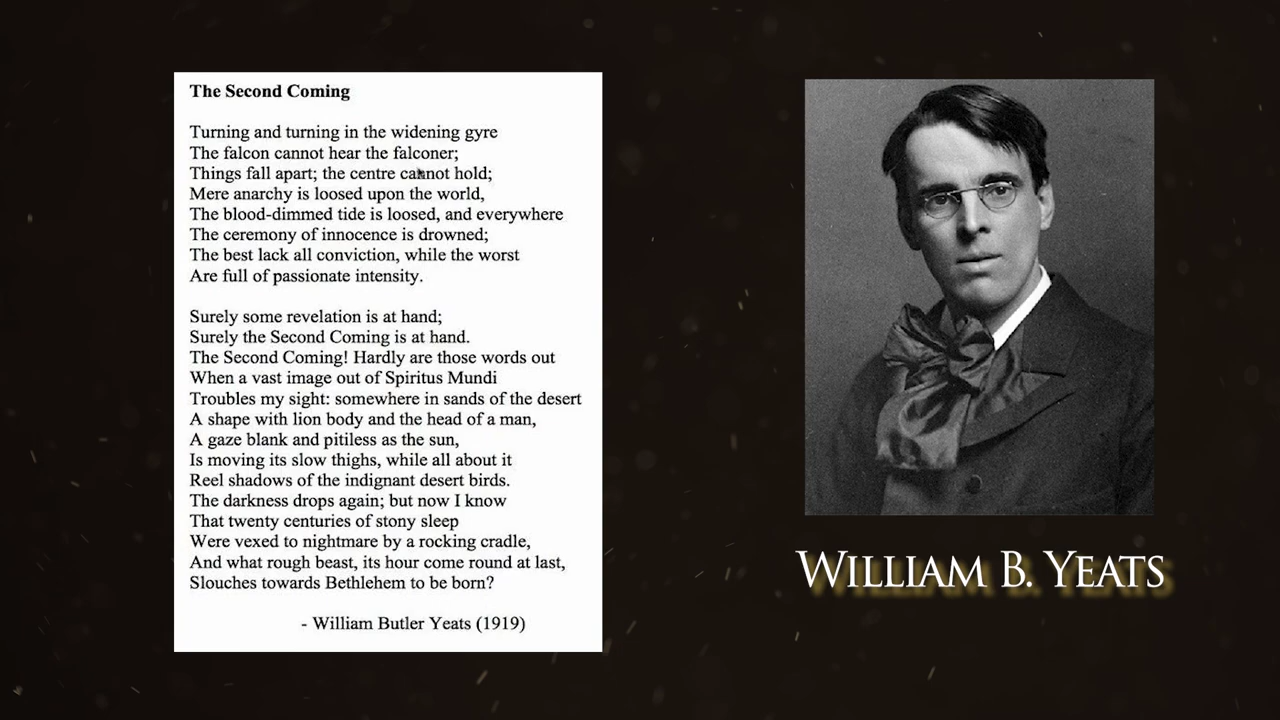 The Second Coming
Turning and turning in the widening gyre
The falcon cannot hear the falconer;
Things fall apart; the centre cannot hold;
Mere anarchy is loosed upon the world,
The blood-dimmed tide is loosed, and everywhere
The ceremony of innocence is drowned;
The best lack all conviction, while the worst
Are full of passionate intensity.
Surely some revelation is at hand;
Surely the Second Coming is at hand.
The Second Coming! Hardly are those words out
When a vast image out of Spiritus Mundi
Troubles my sight: somewhere in sands of the desert
A shape with lion body and the head of a man,
A gaze blank and pitiless as the sun,
Is moving its slow thighs, while all about it
Reel shadows of the indignant desert birds.
The darkness drops again; but now I know
That twenty centuries of stony sleep
Were vexed to nightmare by a rocking cradle,
And what rough beast, its hour come round at last,
Slouches towards Bethlehem to be born?
- William Butler Yeats (1919)
William B. Yeats